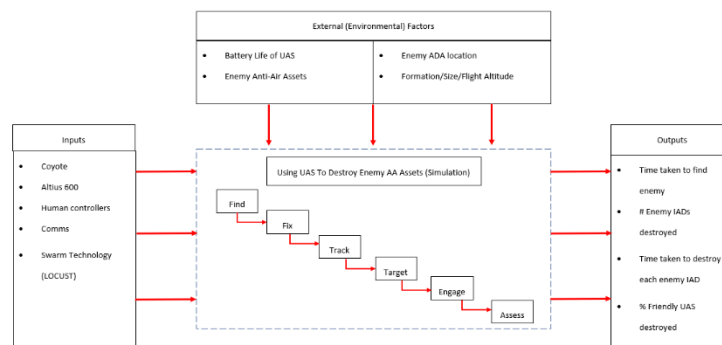 External (Environmental) Factors
Battery Life of UAS
Enemy Anti-Air Assets
Enemy ADA location
Formation/Size/Flight Altitude
Inputs
Coyote
Altius 600
Human controllers
Comms
Swarm Technology
(LOCUST)
Using UAS To Destroy Enemy AA Assets (Simulation)
Find
Fix
Track
Target
Engage
Assess
Outputs
Time taken to find
enemy
# Enemy IADs
destroyed
Time taken to destroy
each enemy IAD
% Friendly UAS
destroyed